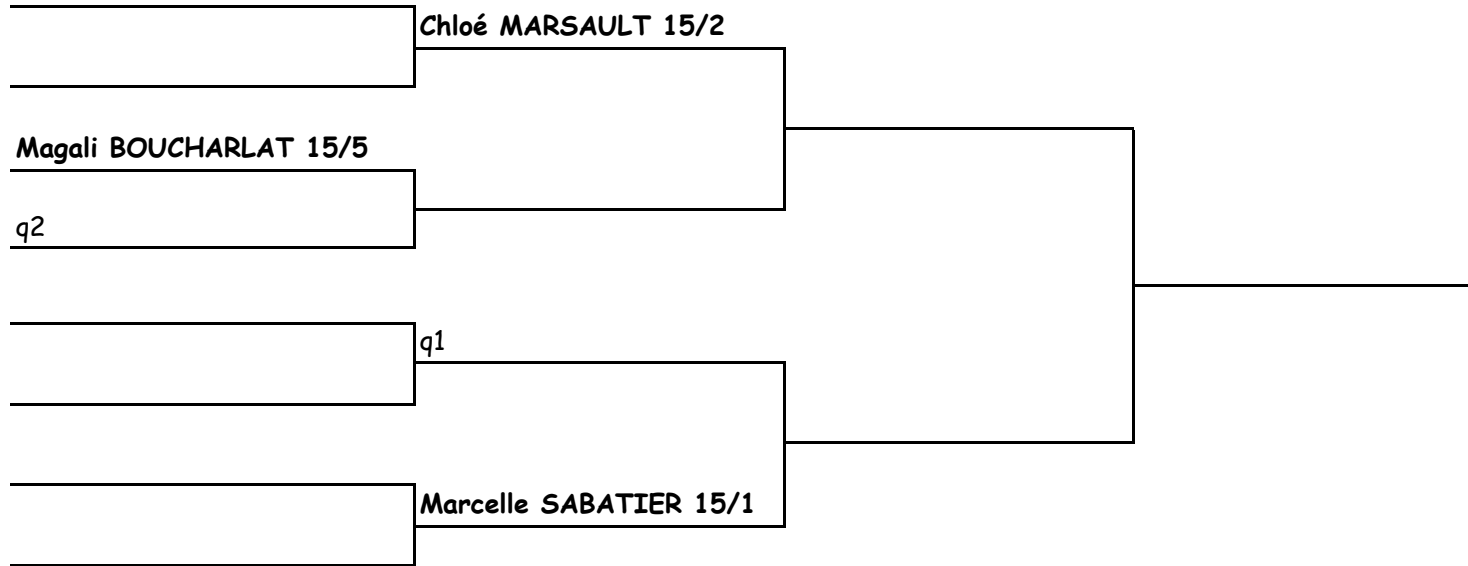 Chloé MARSAULT 15/2
Magali BOUCHARLAT 15/5
q2
q1
Marcelle SABATIER 15/1